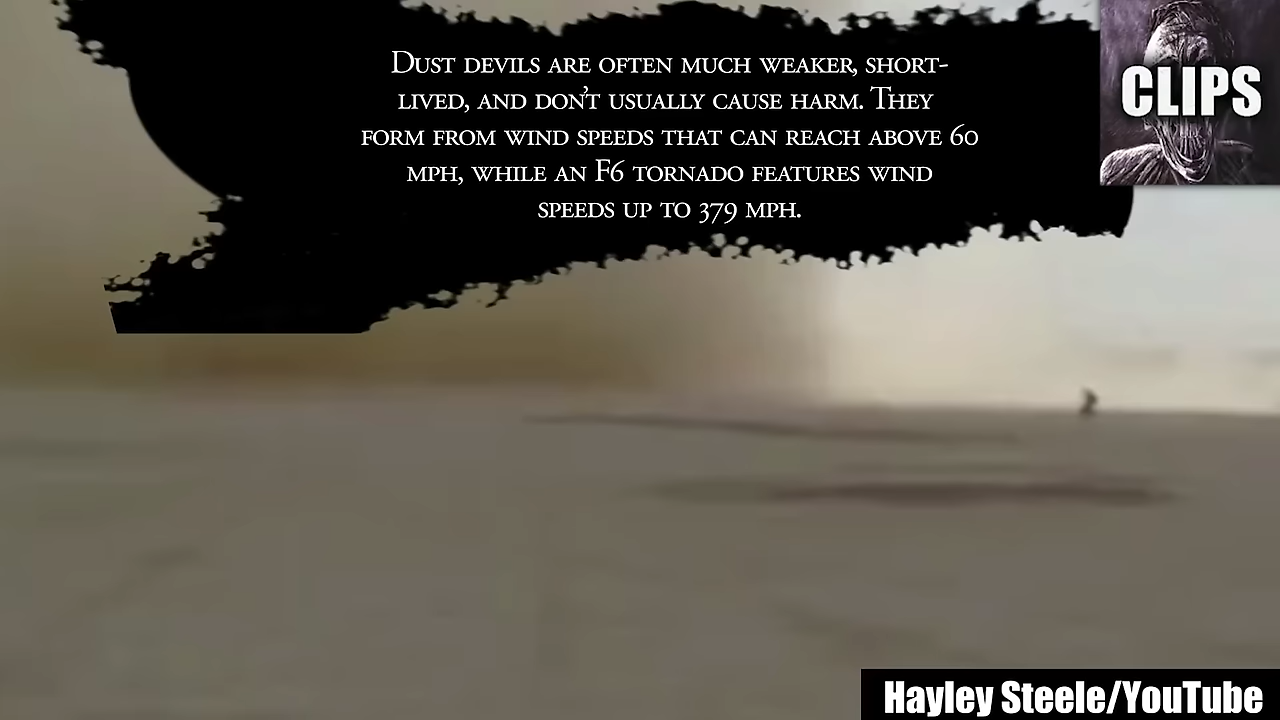 Dust devils are often much weaker, short-
lived, and don't usually cause harm. They
form from wind speeds that can reach above 60
mph, while an F6 tornado features wind
speeds up to 379 mph.
CLIPS
Hayley Steele/YouTube